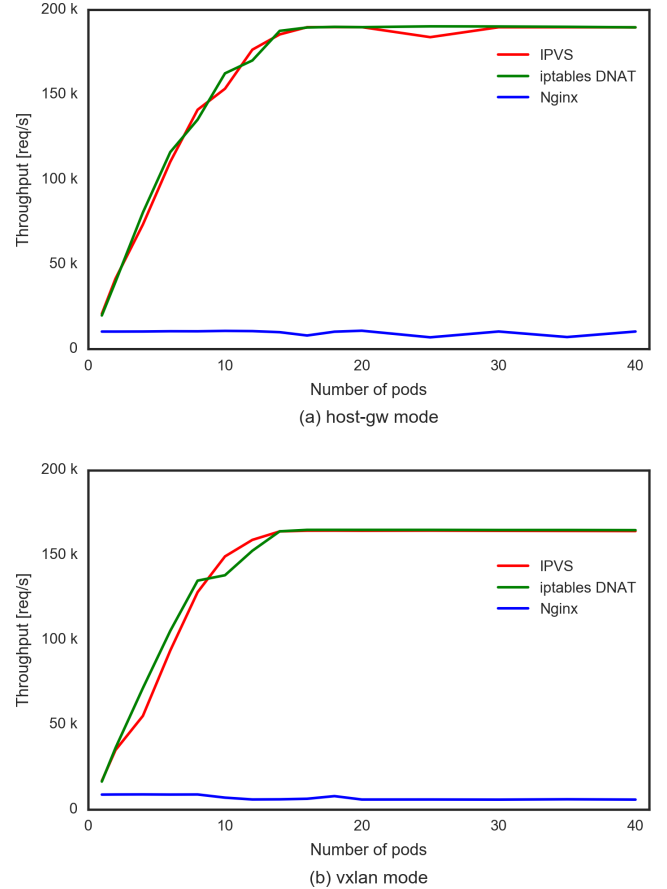 200 k
150 k
100 k
50 k
0
Throughput [req/s]
IPVS
iptables DNAT
Nginx
0 10 20 30 40
Number of pods
(a) host-gw mode
200 k
150 k
100 k
50 k
0
Throughput [req/s]
IPVS
iptables DNAT
Nginx
0 10 20 30 40
Number of pods
(b) vxlan mode